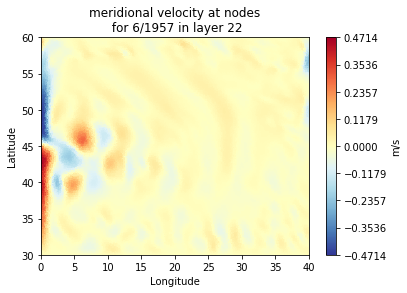 meridional velocity at nodes
for 6/1957 in layer 22
60
55
50
45
40
35
30
Latitude
0 5 10 15 20 25 30 35 40
Longitude
0.4714
0.3536
0.2357
0.1179
0.0000
−0.1179
−0.2357
−0.3536
−0.4714
m/s